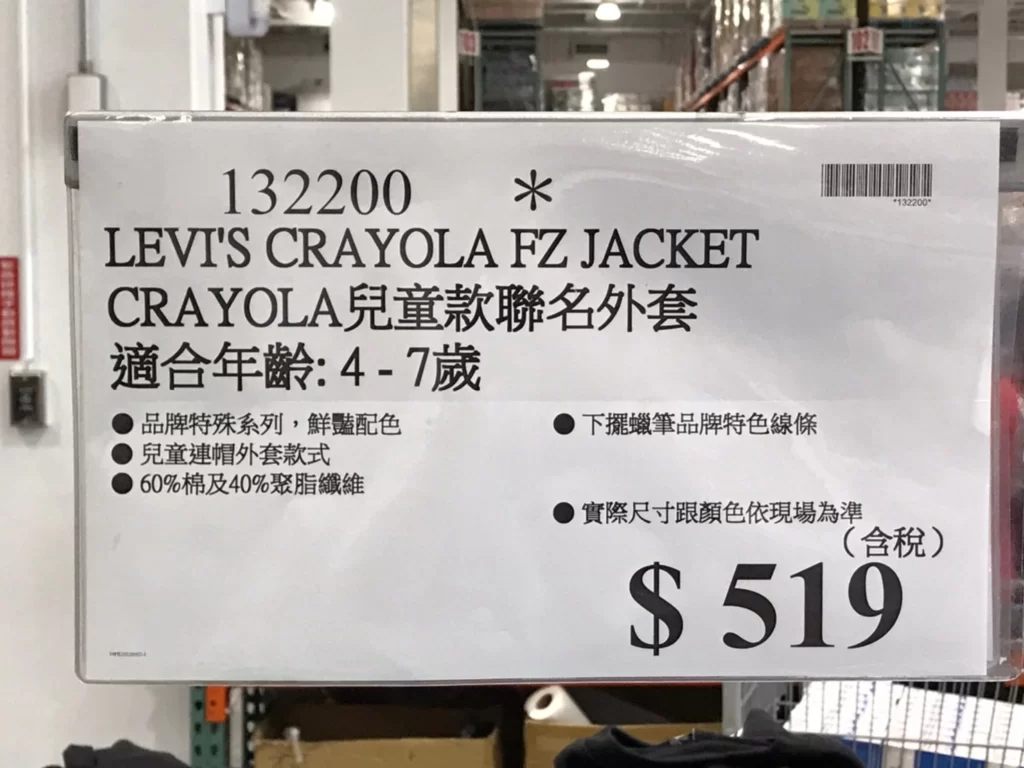 132200 *
*132200*
LEVI'S CRAYOLA FZ JACKET
CRAYOLA兒童款聯名外套
適合年齡: 4 - 7歲
● 品牌特殊系列，鮮豔配色
● 兒童連帽外套款式
● 60%棉及40%聚脂纖維
● 下擺蠟筆品牌特色線條
● 實際尺寸跟顏色依現場為準
（含稅）
$ 519